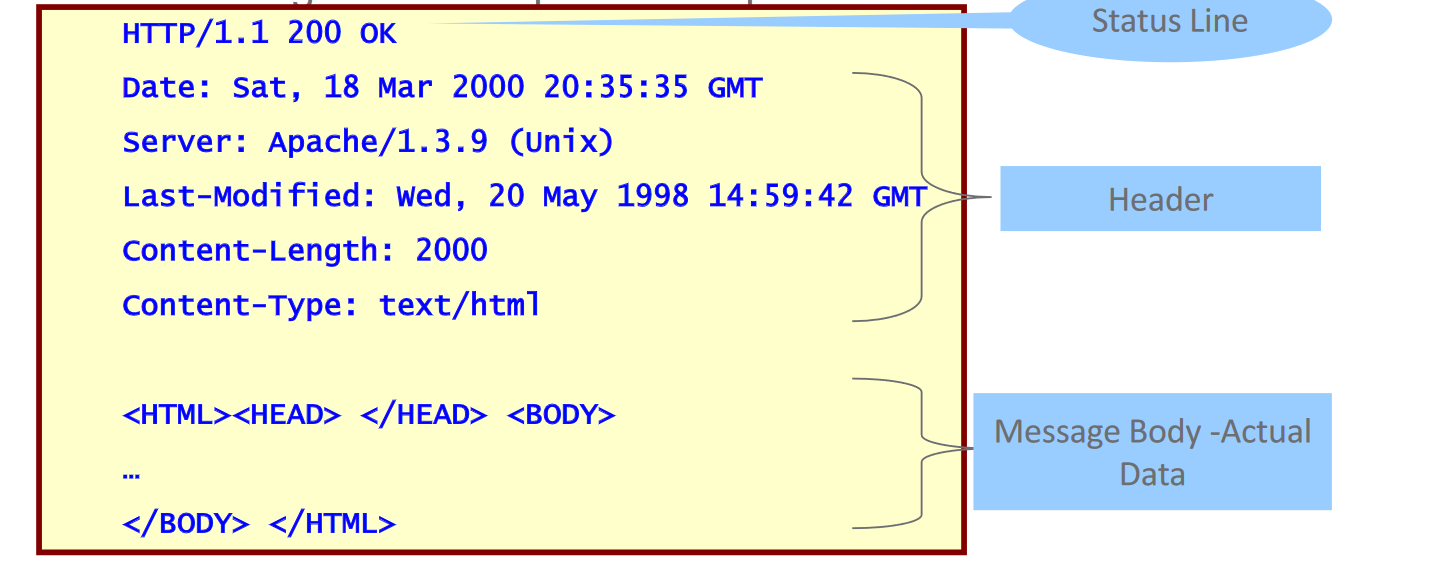 HTTP/1.1 200 OK
Status Line
Date: Sat, 18 Mar 2000 20:35:35 GMT
Server: Apache/1.3.9 (Unix)
Last-Modified: Wed, 20 May 1998 14:59:42 GMT
Header
Content-Length: 2000
Content-Type: text/html
<HTML><HEAD> </HEAD> <BODY>
…
</BODY> </HTML>
Message Body -Actual
Data